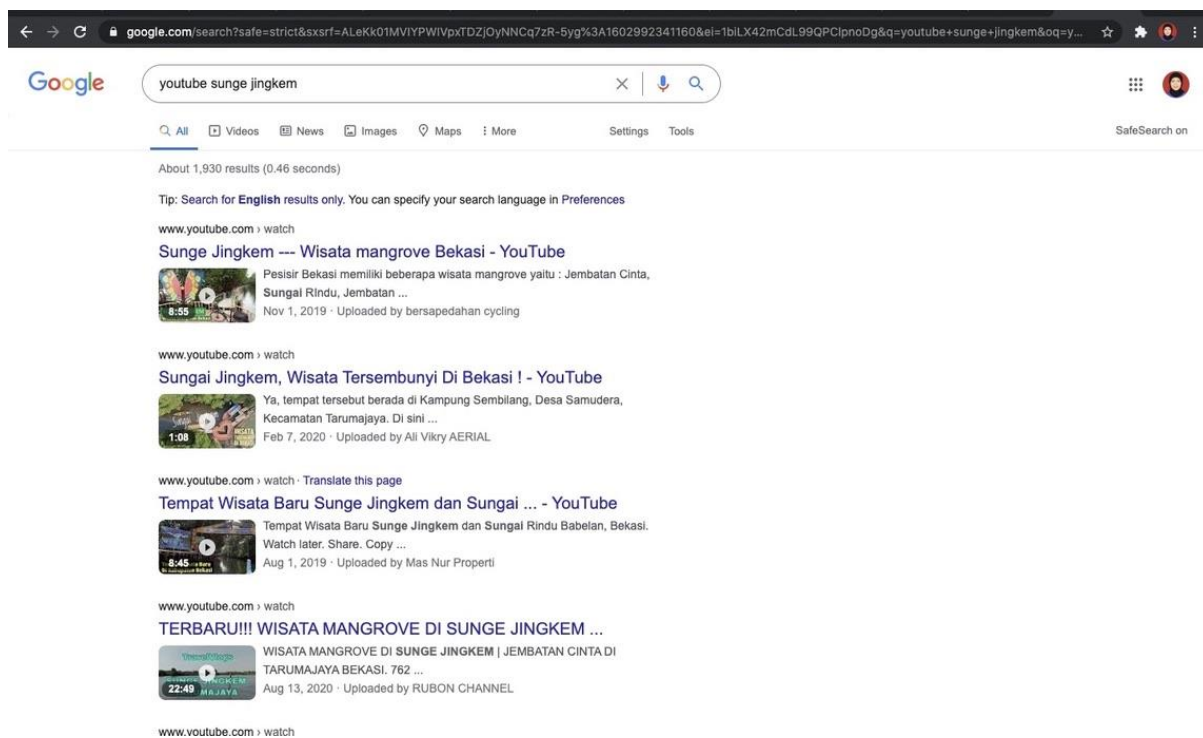 google.com/search?safe=strict&sxsrf=ALeKk01MVIYPWIVpxTDZjOyNNCq7zR-5yg%3A1602992341160&ei=1biLX42mCdL99QPClpnoDg&q=youtube+sunge+jingkem&oq=y...
Google
youtube sunge jingkem
All Videos News Images Maps More Settings Tools
SafeSearch on
About 1,930 results (0.46 seconds)
Tip: Search for English results only. You can specify your search language in Preferences
www.youtube.com › watch
Sunge Jingkem --- Wisata mangrove Bekasi - YouTube
Pesisir Bekasi memiliki beberapa wisata mangrove yaitu : Jembatan Cinta,
Sungai RIndu, Jembatan ...
8:55
Nov 1, 2019 · Uploaded by bersapedahan cycling
www.youtube.com › watch
Sungai Jingkem, Wisata Tersembunyi Di Bekasi ! - YouTube
Ya, tempat tersebut berada di Kampung Sembilang, Desa Samudera,
Kecamatan Tarumajaya. Di sini ...
1:08
Feb 7, 2020 · Uploaded by Ali Vikry AERIAL
www.youtube.com › watch · Translate this page
Tempat Wisata Baru Sunge Jingkem dan Sungai ... - YouTube
Tempat Wisata Baru Sunge Jingkem dan Sungai Rindu Babelan, Bekasi.
Watch later. Share. Copy ...
8:45
Aug 1, 2019 · Uploaded by Mas Nur Properti
www.youtube.com › watch
TERBARU!!! WISATA MANGROVE DI SUNGE JINGKEM ...
WISATA MANGROVE DI SUNGE JINGKEM | JEMBATAN CINTA DI
TARUMAJAYA BEKASI. 762 ...
22:49
Aug 13, 2020 · Uploaded by RUBON CHANNEL
www.youtube.com › watch